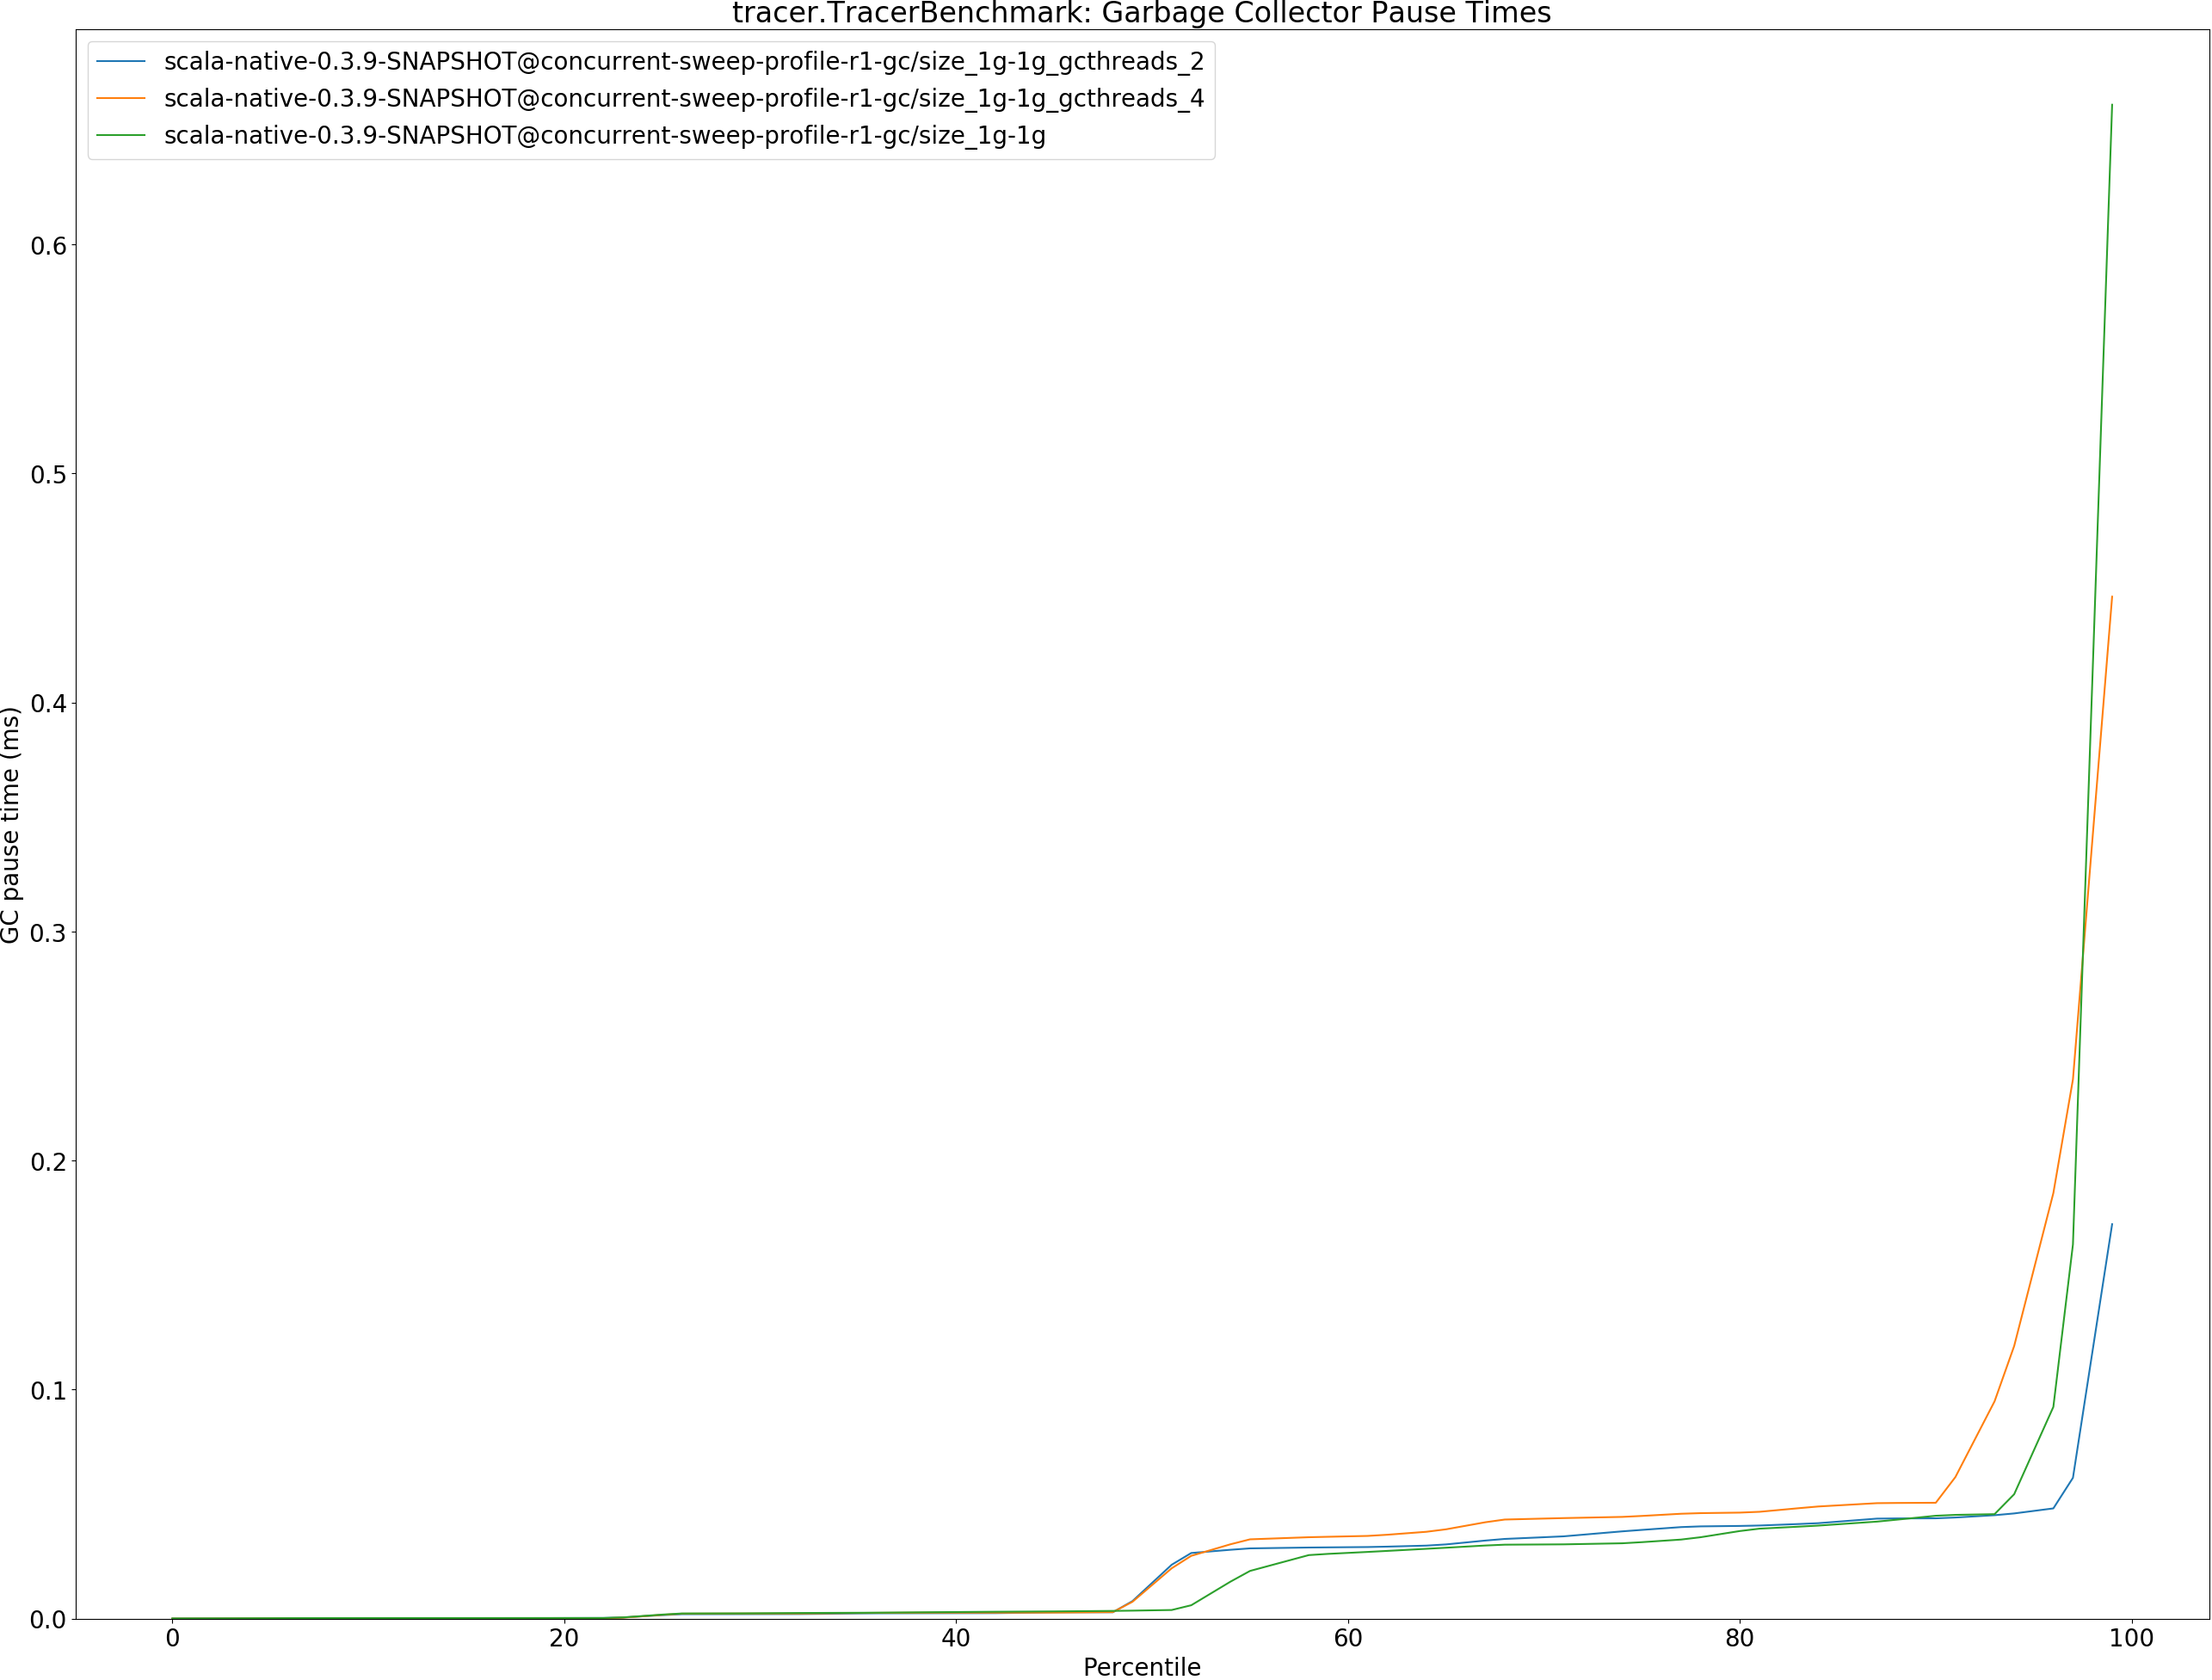 tracer.TracerBenchmark: Garbage Collector Pause Times
scala-native-0.3.9-SNAPSHOT@concurrent-sweep-profile-r1-gc/size_1g-1g_gcthreads_2
scala-native-0.3.9-SNAPSHOT@concurrent-sweep-profile-r1-gc/size_1g-1g_gcthreads_4
scala-native-0.3.9-SNAPSHOT@concurrent-sweep-profile-r1-gc/size_1g-1g
GC pause time (ms)
0.6
0.5
0.4
0.3
0.2
0.1
0.0
0 20 40 60 80 100
Percentile